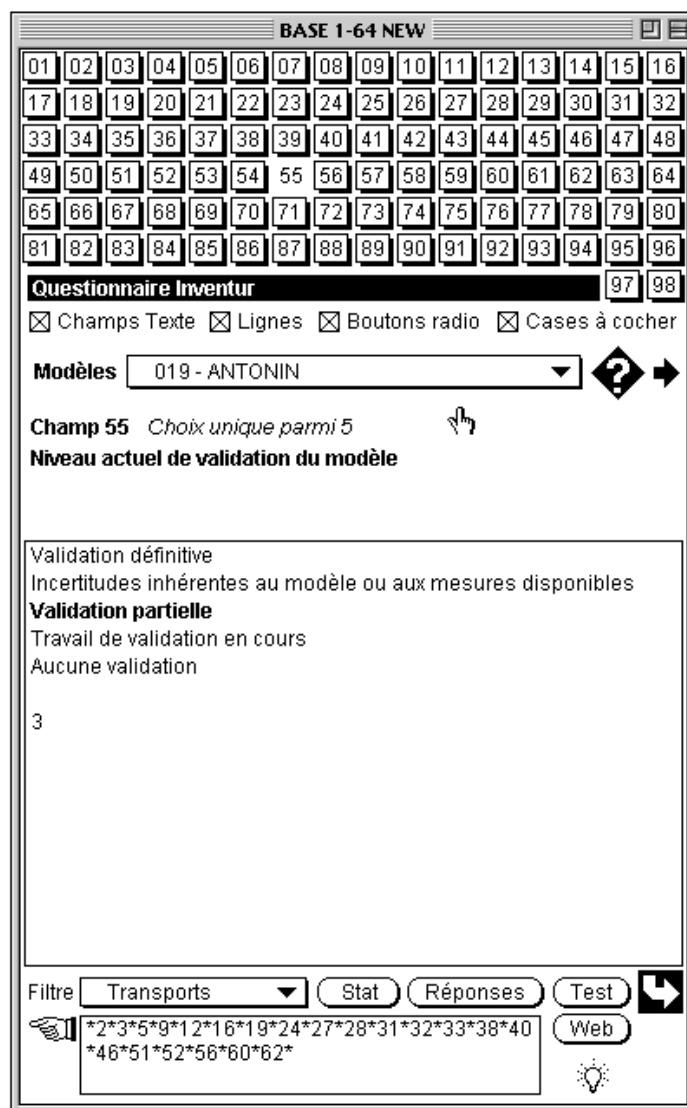 BASE 1-64 NEW
01 02 03 04 05 06 07 08 09 10 11 12 13 14 15 16
17 18 19 20 21 22 23 24 25 26 27 28 29 30 31 32
33 34 35 36 37 38 39 40 41 42 43 44 45 46 47 48
49 50 51 52 53 54 55 56 57 58 59 60 61 62 63 64
65 66 67 68 69 70 71 72 73 74 75 76 77 78 79 80
81 82 83 84 85 86 87 88 89 90 91 92 93 94 95 96
Questionnaire Inventur 97 98
Champs Texte Lignes Boutons radio Cases à cocher
Modèles 019 - ANTONIN ?
Champ 55 Choix unique parmi 5
Niveau actuel de validation du modèle
Validation définitive
Incertitudes inhérentes au modèle ou aux mesures disponibles
Validation partielle
Travail de validation en cours
Aucune validation
3
Filtre Transports Stat Réponses Test
*2*3*5*9*12*16*19*24*27*28*31*32*33*38*40 Web
*46*51*52*56*60*62*